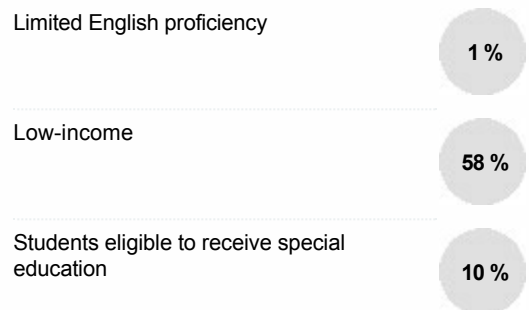 Limited English proficiency
1 %
Low-income
58 %
Students eligible to receive special
education
10 %